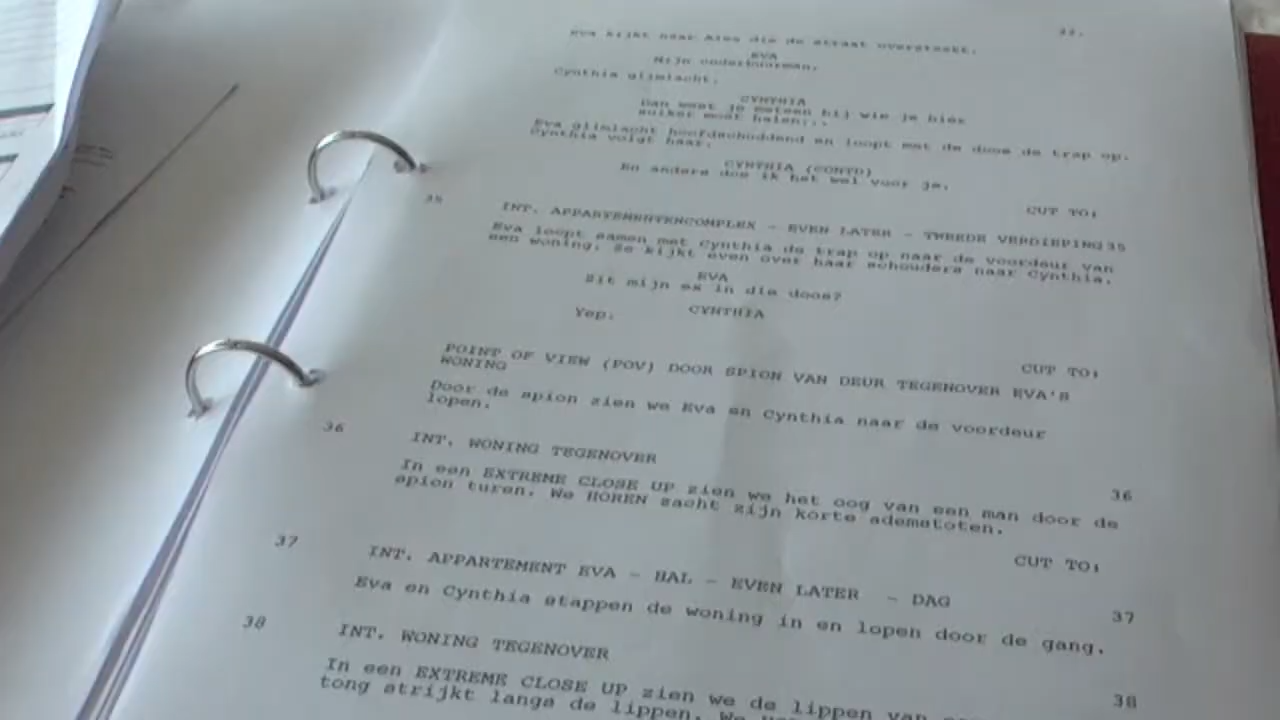 Eva kijkt naar Alex die de straat oversteekt.
EVA
Mijn onderbuurman.
Cynthia glimlacht.
CYNTHIA
Dan weet je meteen bij wie je hier
suiker moet halen...
Eva glimlacht hoofdschuddend en loopt met de doos de trap op.
Cynthia volgt haar.
CYNTHIA (CONTD)
En anders doe ik het wel voor je.
CUT TO:
35 INT. APPARTEMENTENCOMPLEX - EVEN LATER - TWEEDE VERDIEPING 35
Eva loopt samen met Cynthia de trap op naar de voordeur van
een woning. Se kijkt even over haar schouders naar Cynthia.
EVA
Zit mijn ex in die doos?
CYNTHIA
Yep.
CUT TO:
POINT OF VIEW (POV) DOOR SPION VAN DEUR TEGENOVER EVA'S
WONING
Door de spion zien we Eva en Cynthia naar de voordeur
lopen.
36 INT. WONING TEGENOVER 36
In een EXTREME CLOSE UP zien we het oog van een man door de
spion turen. We HOREN zacht zijn korte ademstoten.
CUT TO:
37 INT. APPARTEMENT EVA - HAL - EVEN LATER - DAG 37
Eva en Cynthia stappen de woning in en lopen door de gang.
38 INT. WONING TEGENOVER 38
In een EXTREME CLOSE UP zien we de lippen van
tong strijkt langs de lippen. We